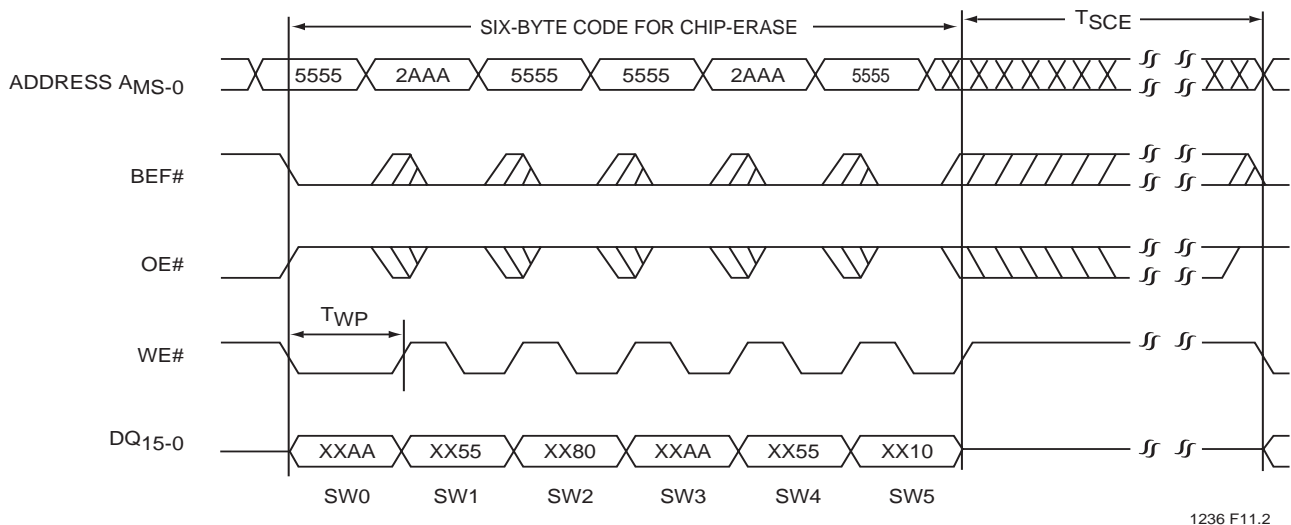 SIX-BYTE CODE FOR CHIP-ERASE
TSCE
ADDRESS AMS-0
5555 2AAA 5555 5555 2AAA 5555
BEF#
OE#
TWP
WE#
DQ15-0
XXAA XX55 XX80 XXAA XX55 XX10
SW0 SW1 SW2 SW3 SW4 SW5
1236 F11.2